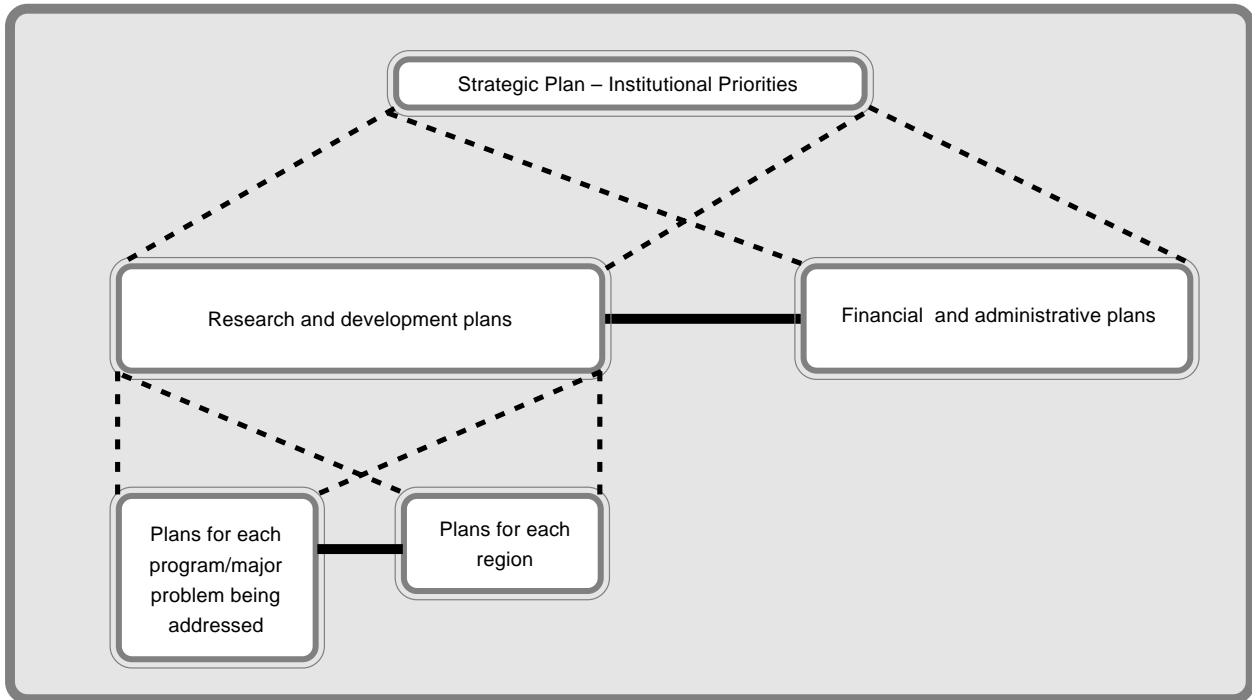 Strategic Plan – Institutional Priorities
Research and development plans
Financial  and administrative plans
Plans for each
program/major
problem being
addressed
Plans for each
region